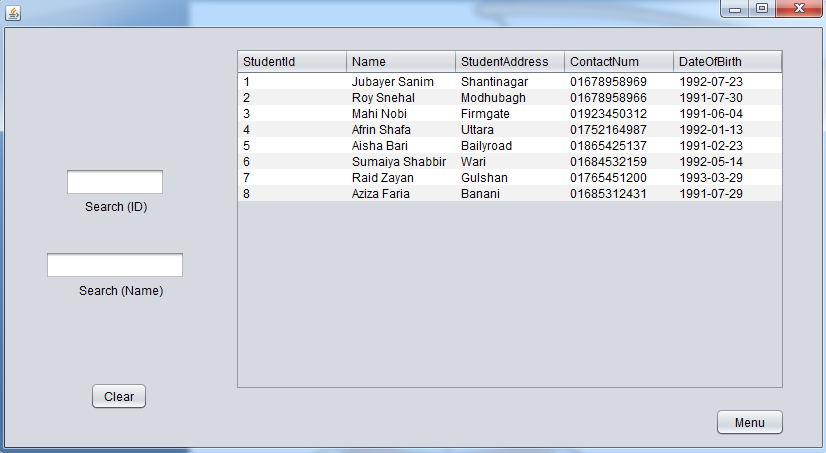 StudentId Name StudentAddress ContactNum DateOfBirth
1 Jubayer Sanim Shantinagar 01678958969 1992-07-23
2 Roy Snehal Modhubagh 01678958966 1991-07-30
3 Mahi Nobi Firmgate 01923450312 1991-06-04
4 Afrin Shafa Uttara 01752164987 1992-01-13
5 Aisha Bari Bailyroad 01865425137 1991-02-23
6 Sumaiya Shabbir Wari 01684532159 1992-05-14
7 Raid Zayan Gulshan 01765451200 1993-03-29
8 Aziza Faria Banani 01685312431 1991-07-29
Search (ID)
Search (Name)
Clear
Menu